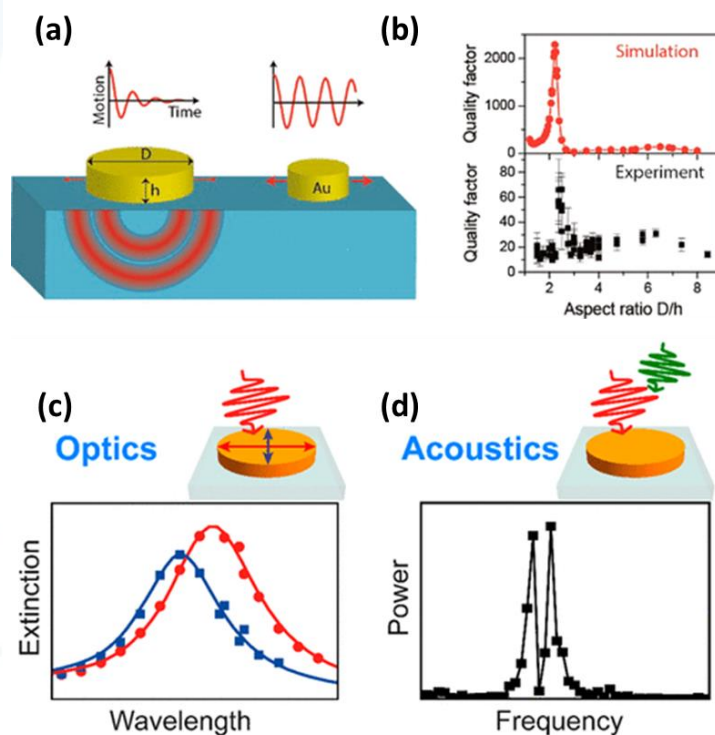 (a)
Motion
Time
D
h
Au
(b)
Quality factor
2000
1000
0
Simulation
Quality factor
80
60
40
20
0
Experiment
2 4 6 8
Aspect ratio D/h
(c)
Optics
Extinction
Wavelength
(d)
Acoustics
Power
Frequency